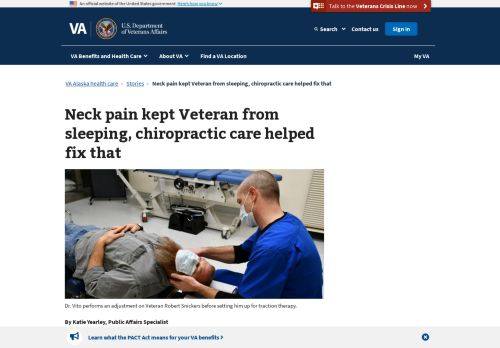 An official website of the United States government Here's how you know
Talk to the Veterans Crisis Line now
VA U.S. Department
of Veterans Affairs
Search Contact us Sign in
VA Benefits and Health Care About VA Find a VA Location My VA
VA Alaska health care Stories Neck pain kept Veteran from sleeping, chiropractic care helped fix that
Neck pain kept Veteran from
sleeping, chiropractic care helped
fix that
Dr. Vito performs an adjustment on Veteran Robert Snickers before setting him up for traction therapy.
By Katie Yearley, Public Affairs Specialist
Learn what the PACT Act means for your VA benefits